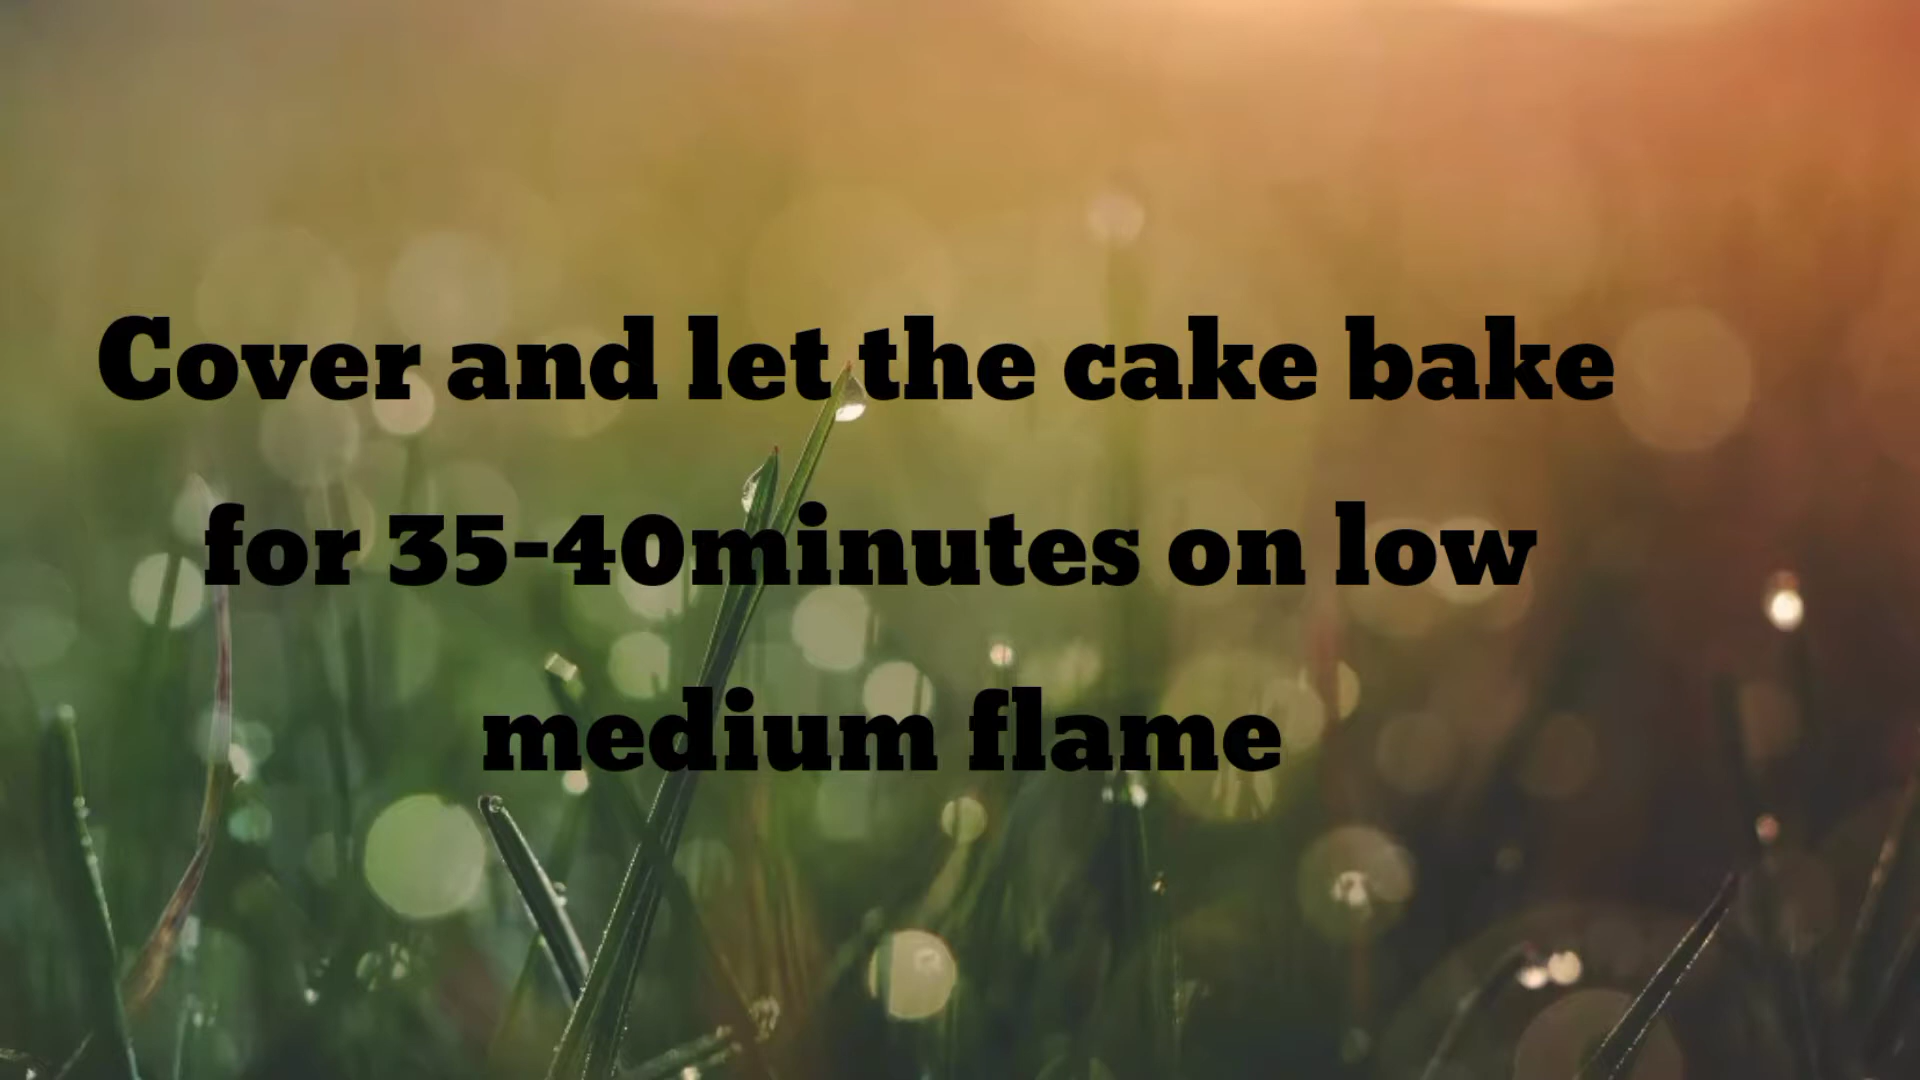 Cover and let the cake bake
for 35-40minutes on low
medium flame